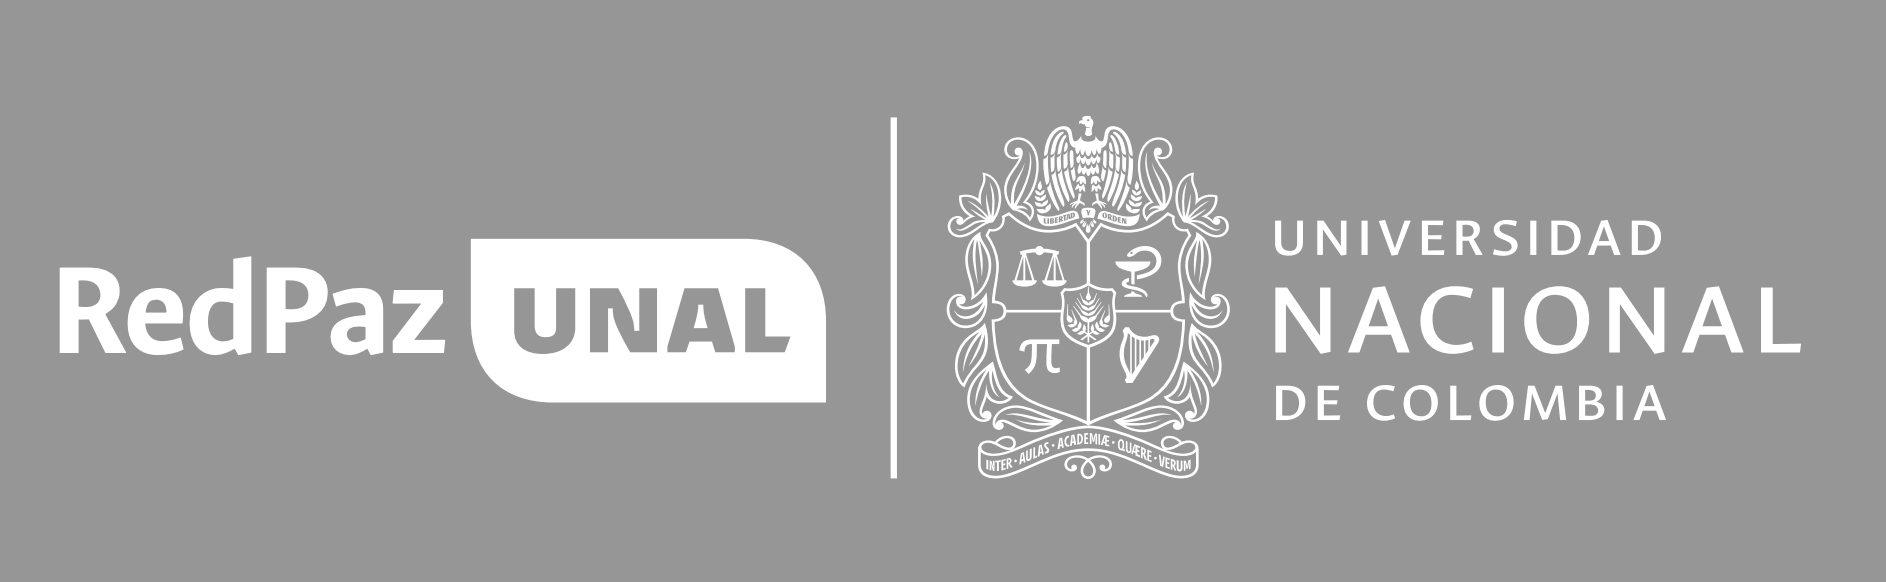 RedPaz UNAL
LIBERTAD Y ORDEN
π
INTER · AULAS · ACADEMIÆ · QUÆRE · VERUM
UNIVERSIDAD
NACIONAL
DE COLOMBIA